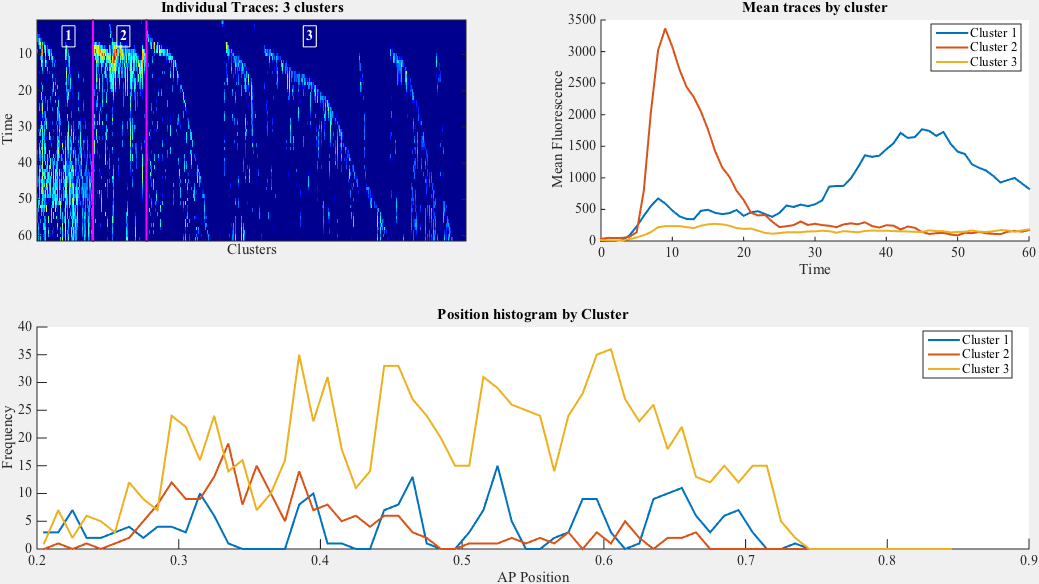 Individual Traces: 3 clusters
1 2 3
Time
10
20
30
40
50
60
Clusters
Mean traces by cluster
Mean Fluorescence
3500
3000
2500
2000
1500
1000
500
0
0 10 20 30 40 50 60
Time
Cluster 1
Cluster 2
Cluster 3
Position histogram by Cluster
Frequency
40
35
30
25
20
15
10
5
0
0.2 0.3 0.4 0.5 0.6 0.7 0.8 0.9
AP Position
Cluster 1
Cluster 2
Cluster 3